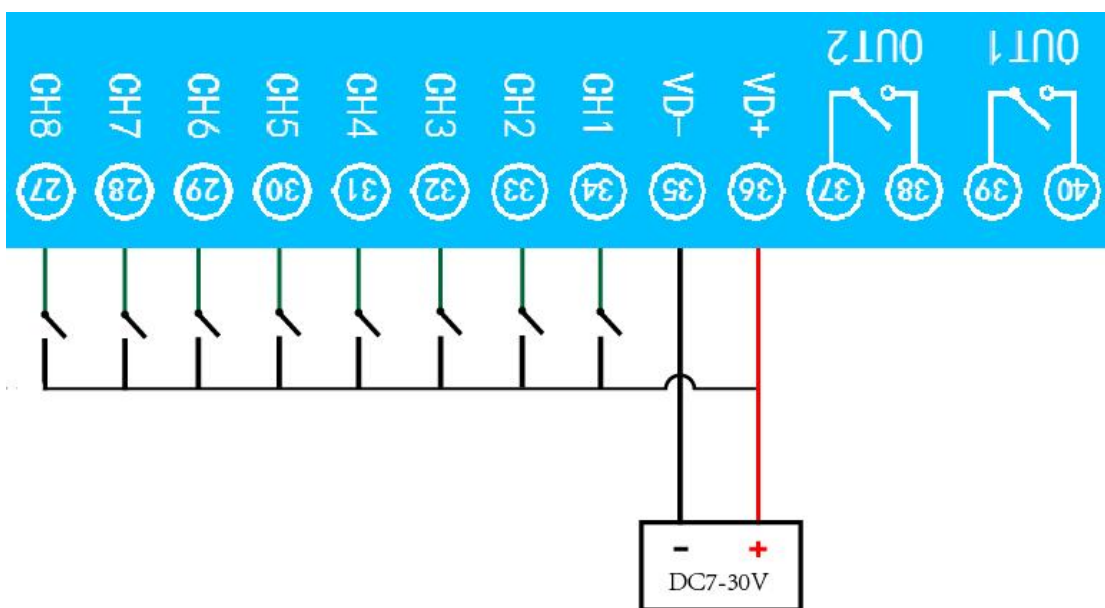 OUT2 OUT1
CH8 CH7 CH6 CH5 CH4 CH3 CH2 CH1 VD- VD+
27 28 29 30 31 32 33 34 35 36 37 38 39 40
- +
DC7-30V